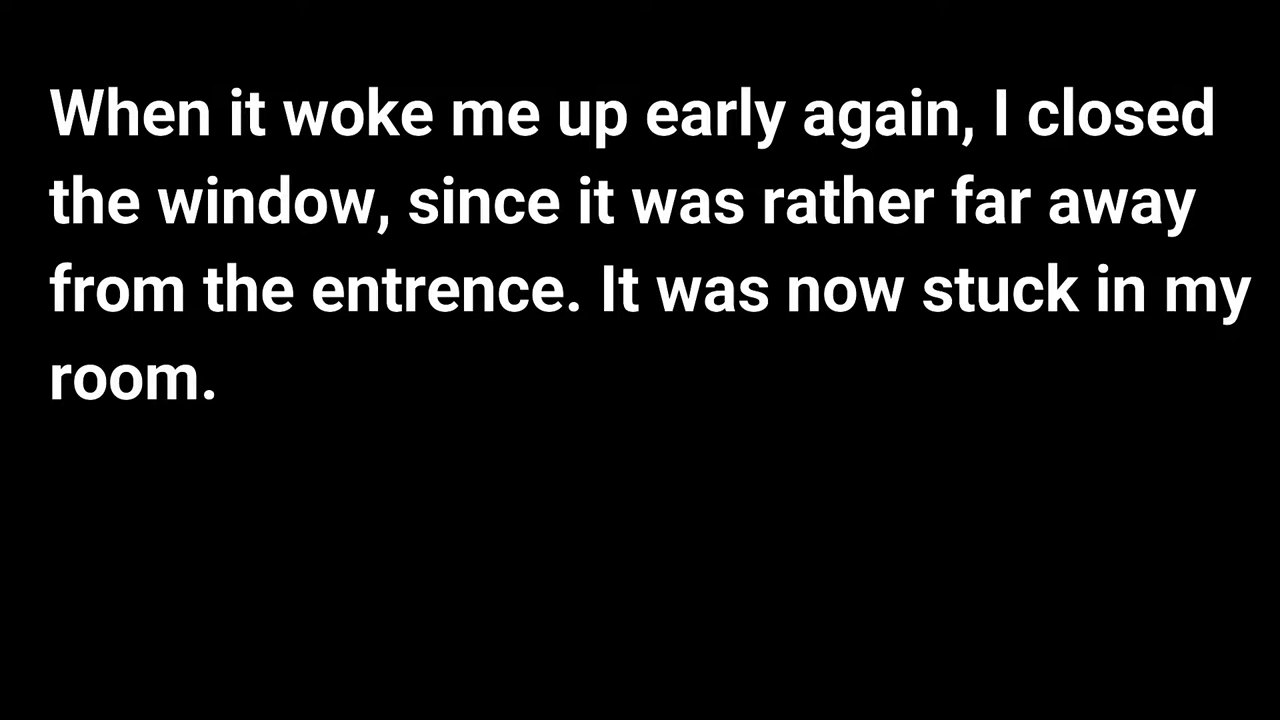 When it woke me up early again, I closed
the window, since it was rather far away
from the entrence. It was now stuck in my
room.